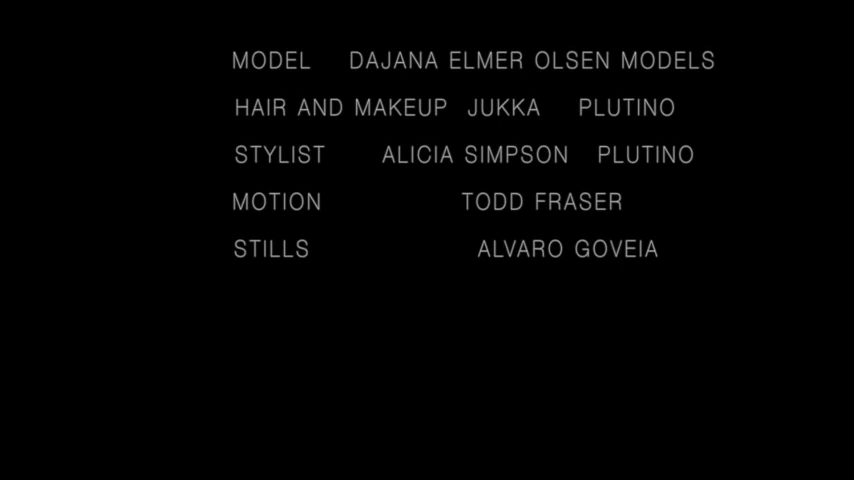 MODEL DAJANA ELMER OLSEN MODELS
HAIR AND MAKEUP JUKKA PLUTINO
STYLIST ALICIA SIMPSON PLUTINO
MOTION TODD FRASER
STILLS ALVARO GOVEIA